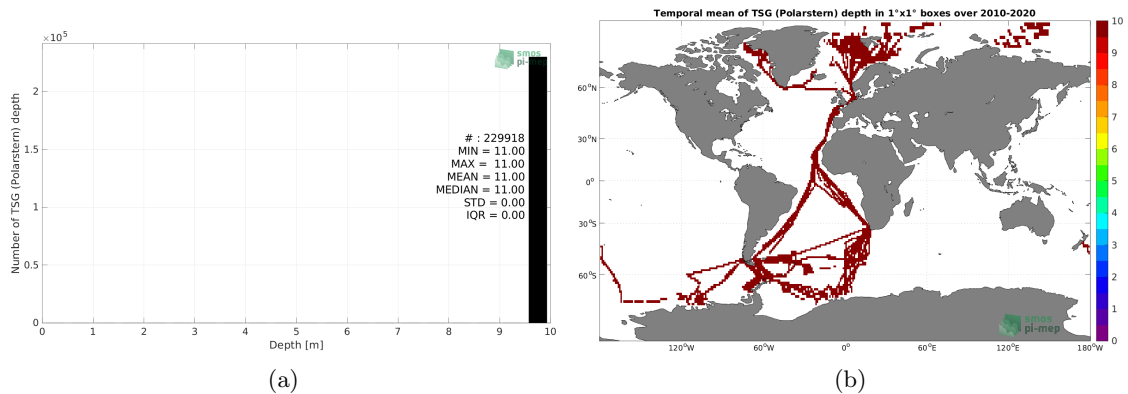 ×10⁵
smos
pi-mep
Number of TSG (Polarstern) depth
2
1.5
1
0.5
0
# : 229918
MIN = 11.00
MAX = 11.00
MEAN = 11.00
MEDIAN = 11.00
STD = 0.00
IQR = 0.00
0 1 2 3 4 5 6 7 8 9 10
Depth [m]
(a)
Temporal mean of TSG (Polarstern) depth in 1°x1° boxes over 2010-2020
60°N
30°N
0°
30°S
60°S
120°W 60°W 0° 60°E 120°E 180°W
smos
pi-mep
10
9
8
7
6
5
4
3
2
1
0
(b)